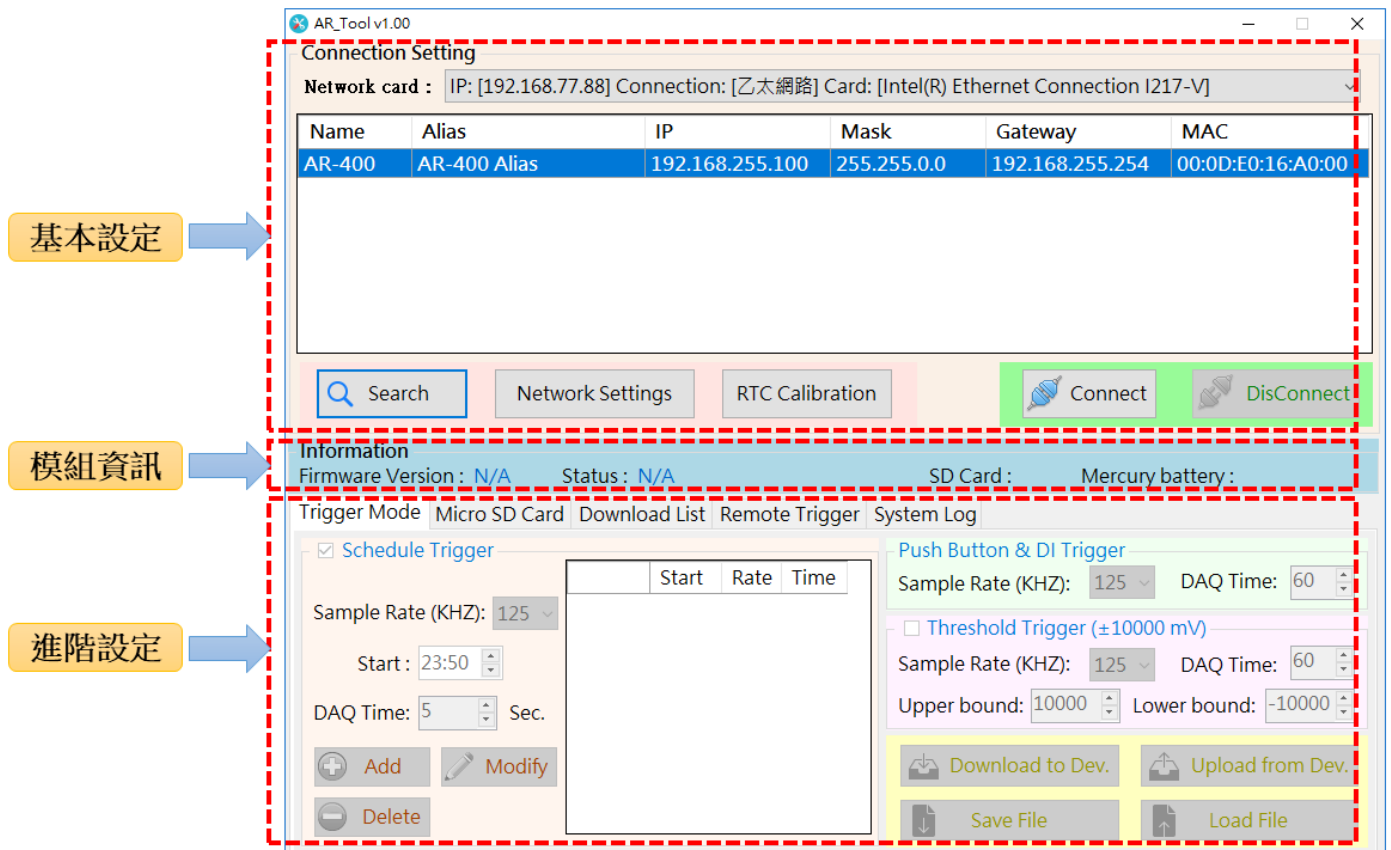 AR_Tool v1.00
Connection Setting
Network card : IP: [192.168.77.88] Connection: [乙太網路] Card: [Intel(R) Ethernet Connection I217-V]
Name Alias IP Mask Gateway MAC
AR-400 AR-400 Alias 192.168.255.100 255.255.0.0 192.168.255.254 00:0D:E0:16:A0:00
基本設定
Search Network Settings RTC Calibration Connect DisConnect
模組資訊
Information
Firmware Version : N/A Status : N/A SD Card : Mercury battery :
進階設定
Trigger Mode Micro SD Card Download List Remote Trigger System Log
Schedule Trigger
Sample Rate (KHZ): 125
Start : 23:50
DAQ Time: 5 Sec.
Add Modify
Delete
Start Rate Time
Push Button & DI Trigger
Sample Rate (KHZ): 125 DAQ Time: 60
Threshold Trigger (±10000 mV)
Sample Rate (KHZ): 125 DAQ Time: 60
Upper bound: 10000 Lower bound: -10000
Download to Dev. Upload from Dev.
Save File Load File